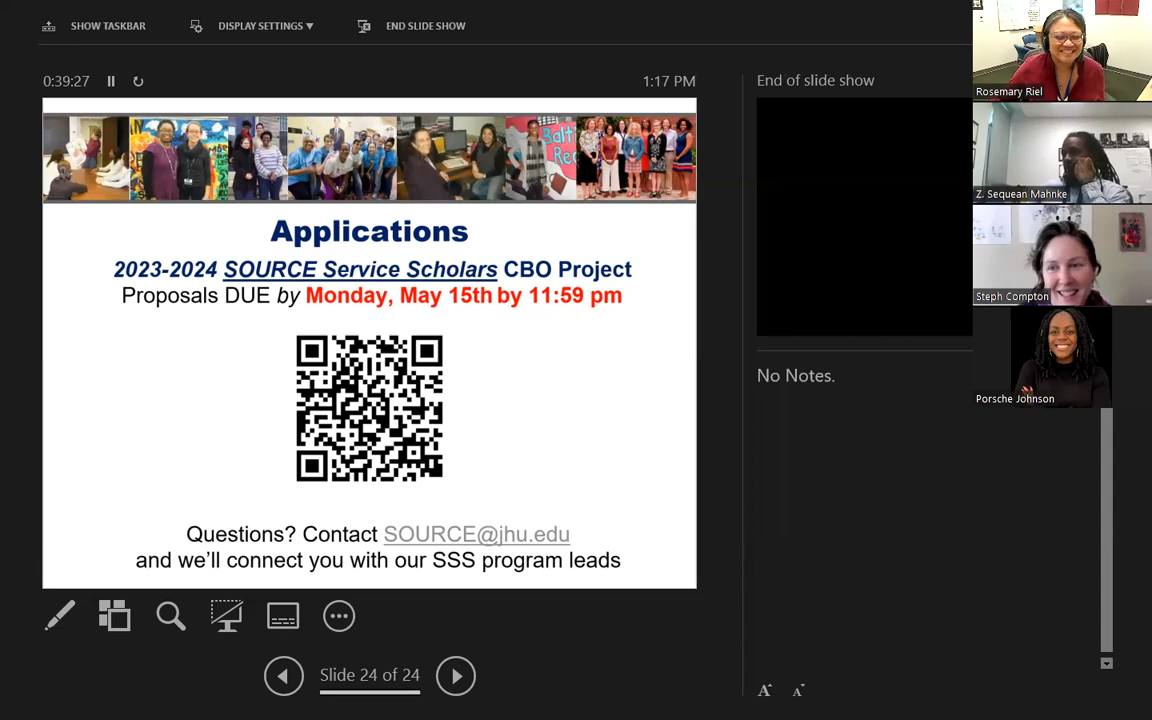 SHOW TASKBAR
DISPLAY SETTINGS ▼
END SLIDE SHOW
0:39:27
1:17 PM
Applications
2023-2024 SOURCE Service Scholars CBO Project
Proposals DUE by Monday, May 15th by 11:59 pm
Questions? Contact SOURCE@jhu.edu
and we'll connect you with our SSS program leads
Slide 24 of 24
End of slide show
No Notes.
A A
Rosemary Riel
Z. Sequean Mahnke
Steph Compton
Porsche Johnson